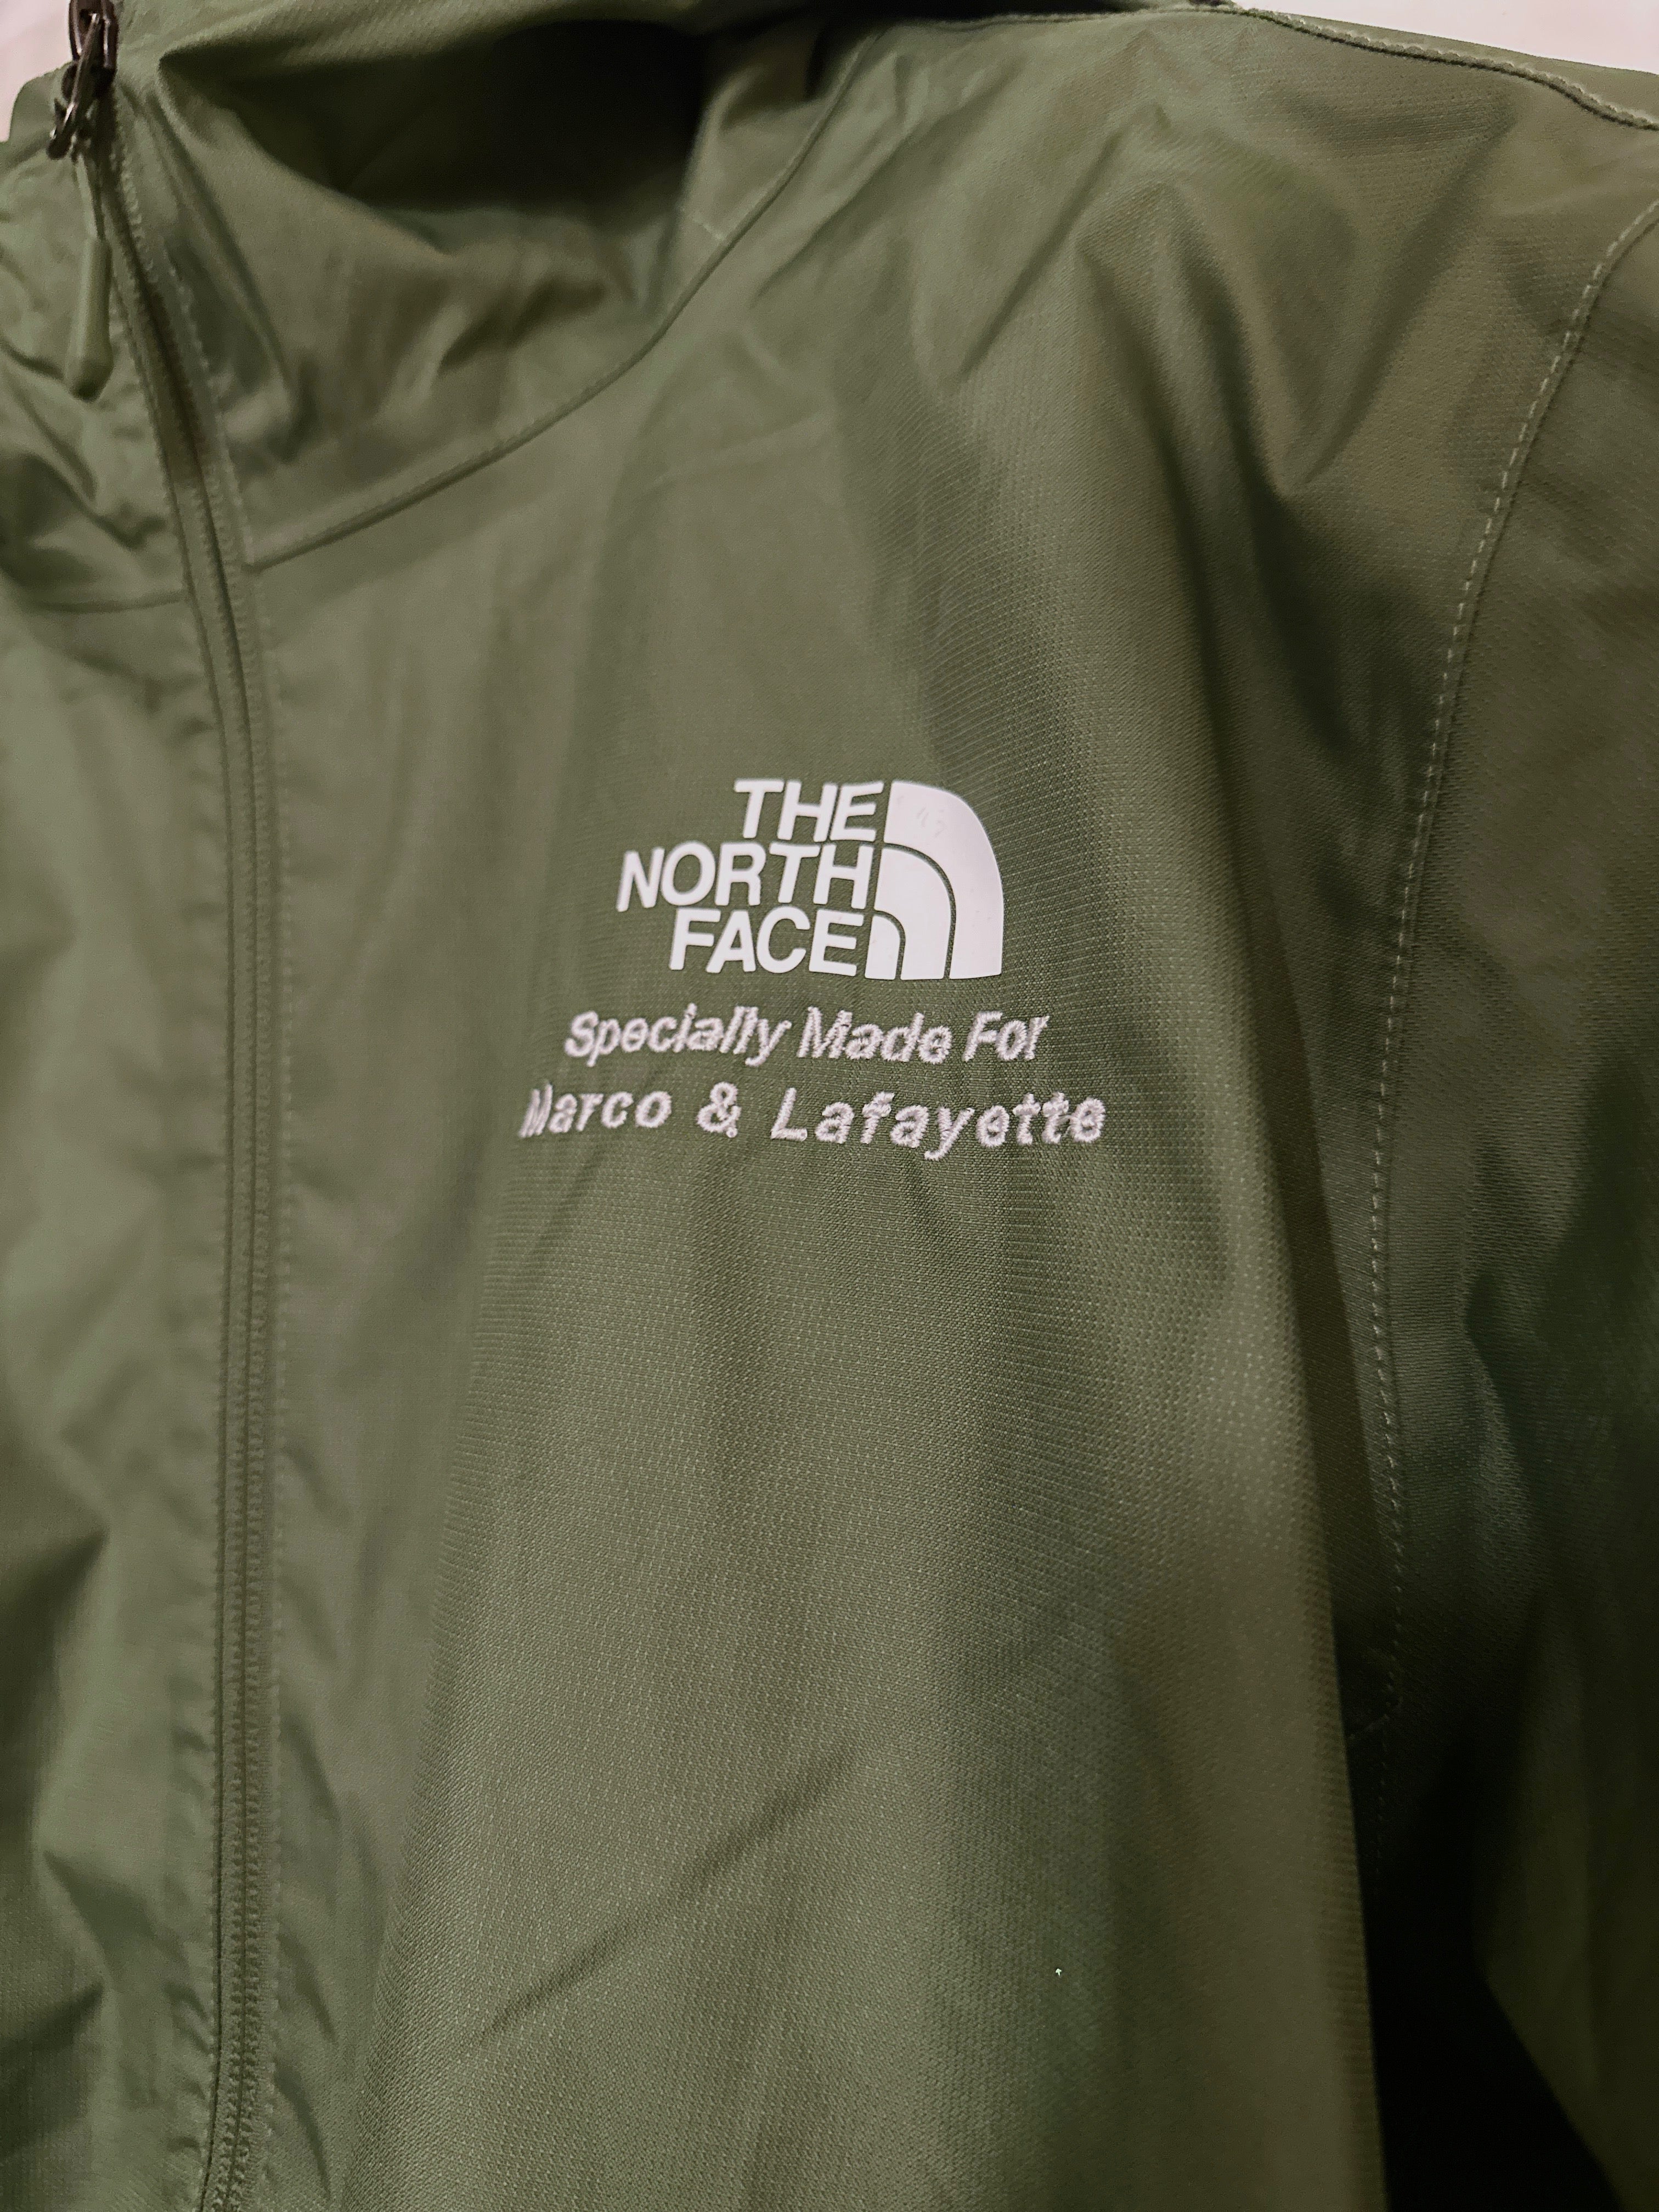 THE
NORTH
FACE
Specially Made For
Marco & Lafayette